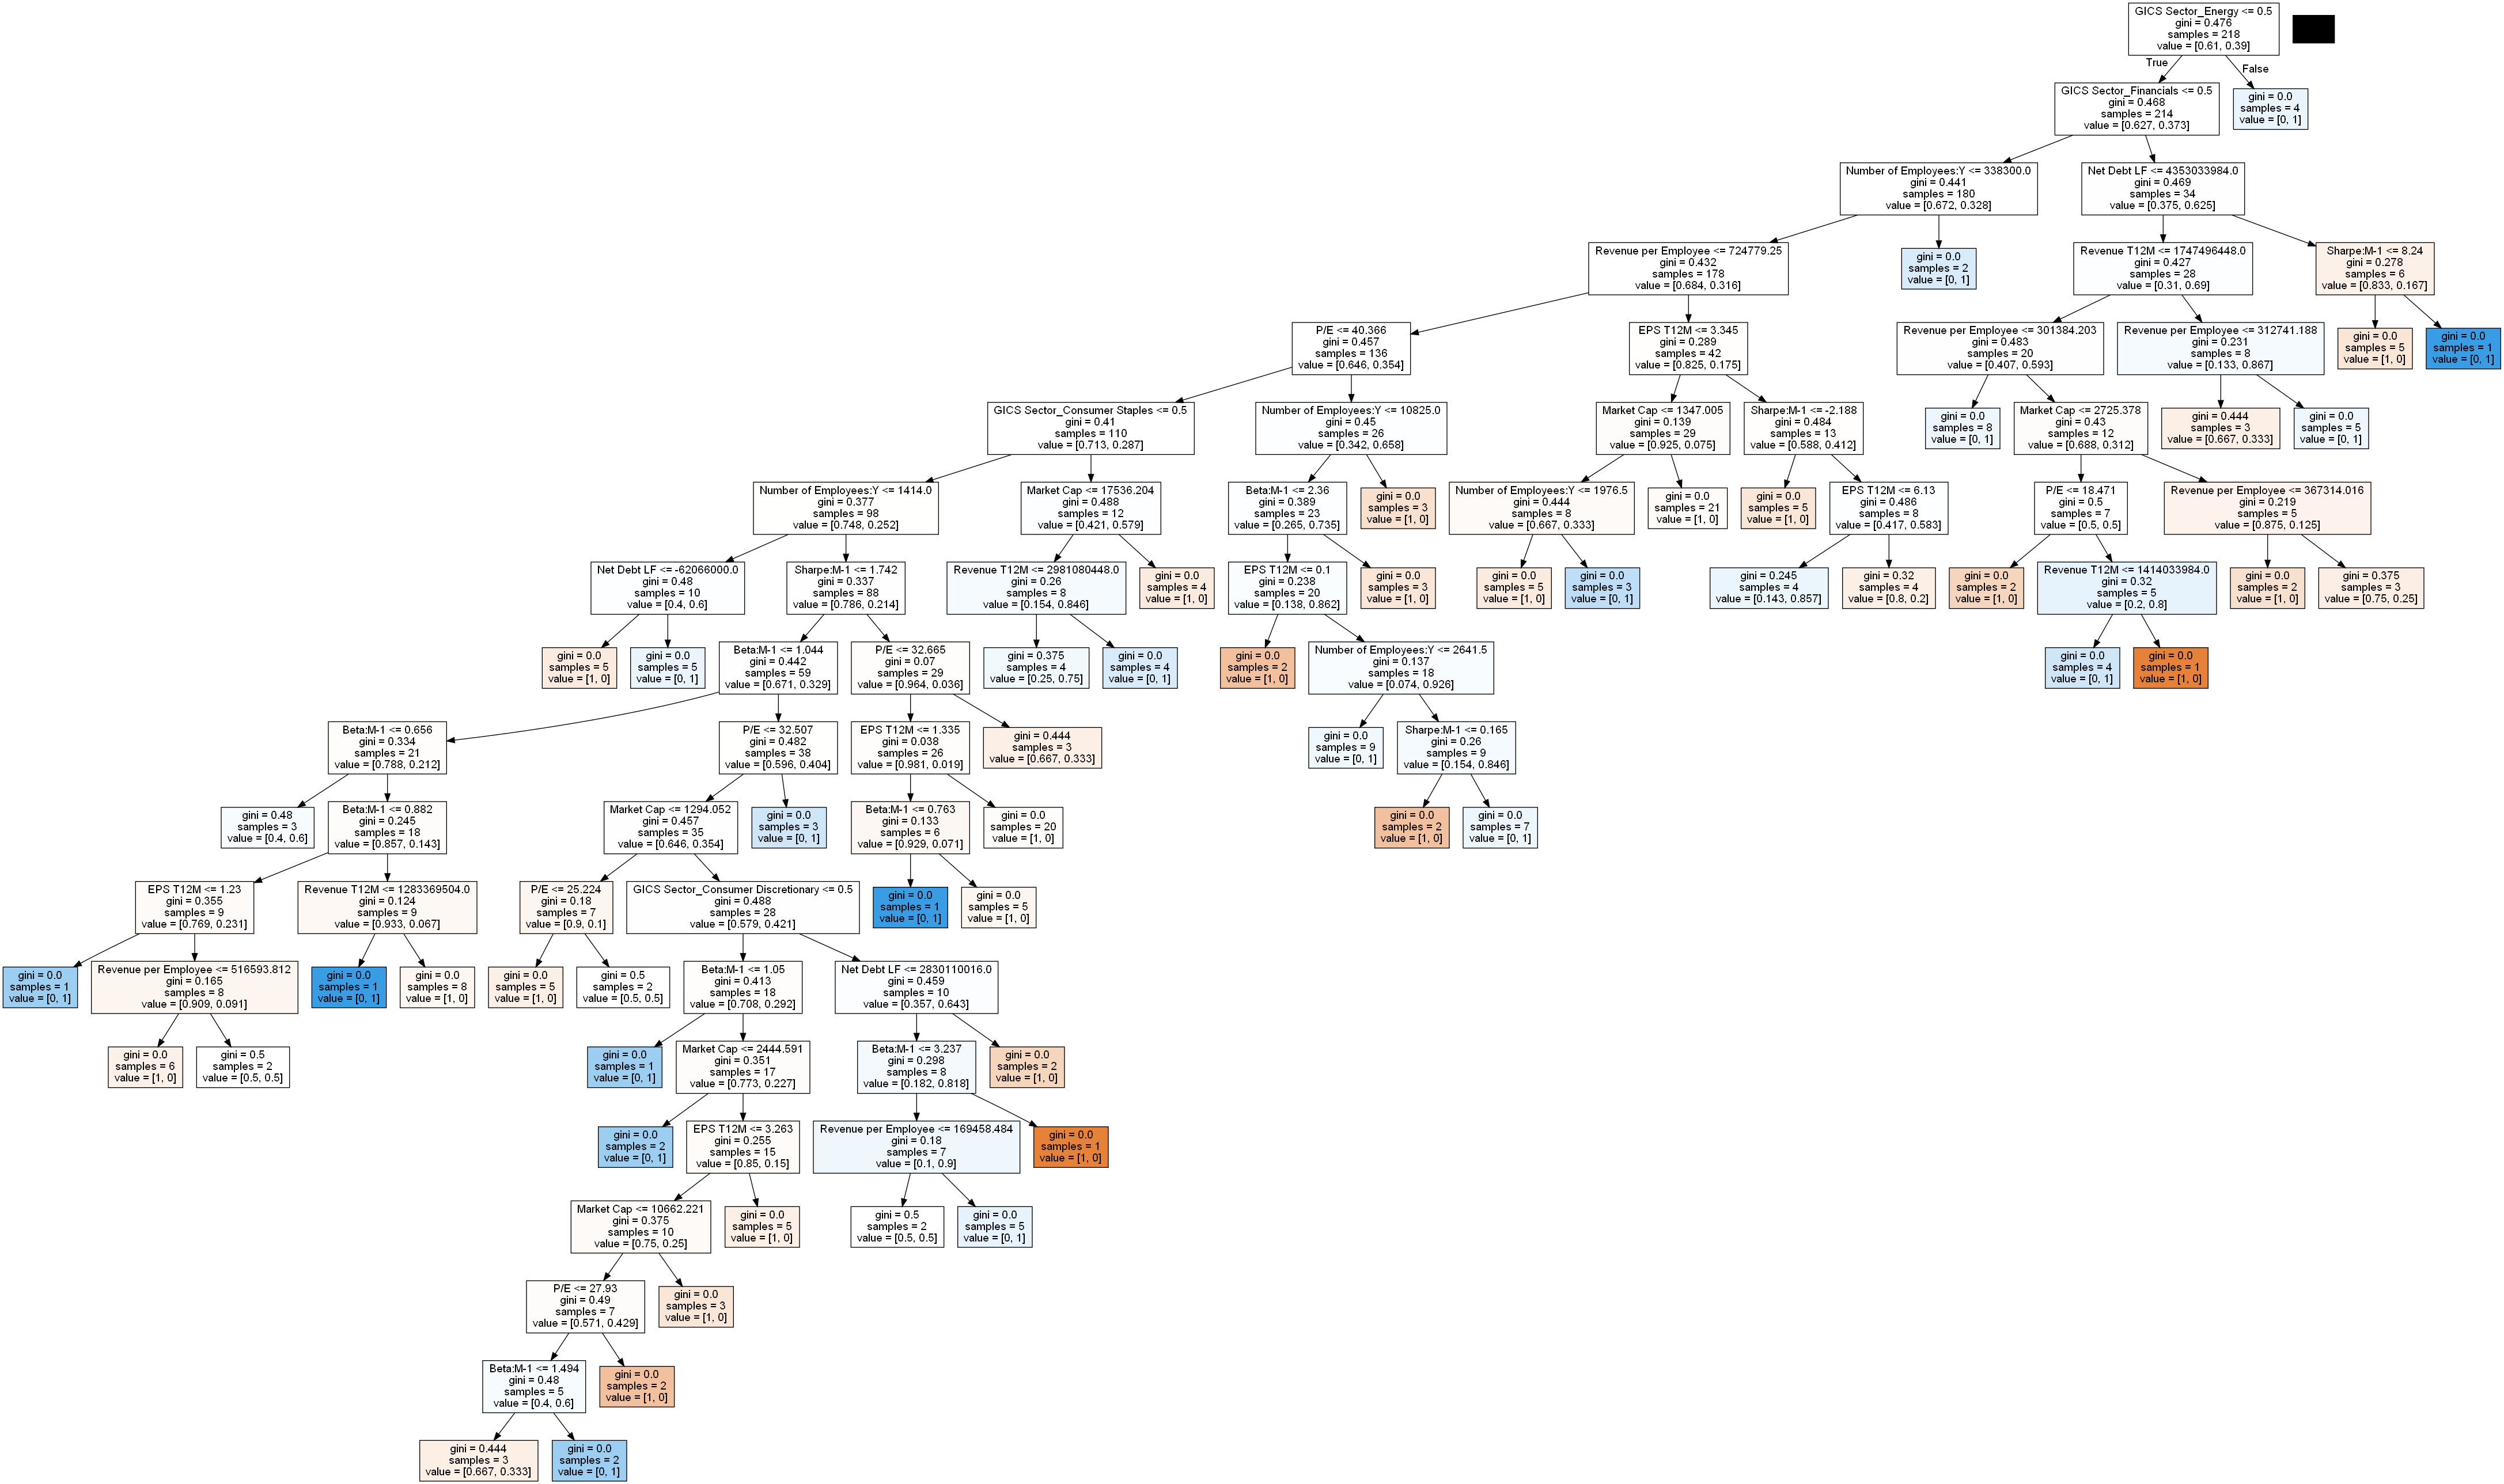 GICS Sector_Energy <= 0.5
gini = 0.476
samples = 218
value = [0.61, 0.39]
True
False
GICS Sector_Financials <= 0.5
gini = 0.468
samples = 214
value = [0.627, 0.373]
gini = 0.0
samples = 4
value = [0, 1]
Number of Employees:Y <= 338300.0
gini = 0.441
samples = 180
value = [0.672, 0.328]
Net Debt LF <= 4353033984.0
gini = 0.469
samples = 34
value = [0.375, 0.625]
Revenue per Employee <= 724779.25
gini = 0.432
samples = 178
value = [0.684, 0.316]
gini = 0.0
samples = 2
value = [0, 1]
Revenue T12M <= 1747496448.0
gini = 0.427
samples = 28
value = [0.31, 0.69]
Sharpe:M-1 <= 8.24
gini = 0.278
samples = 6
value = [0.833, 0.167]
P/E <= 40.366
gini = 0.457
samples = 136
value = [0.646, 0.354]
EPS T12M <= 3.345
gini = 0.289
samples = 42
value = [0.825, 0.175]
Revenue per Employee <= 301384.203
gini = 0.483
samples = 20
value = [0.407, 0.593]
Revenue per Employee <= 312741.188
gini = 0.231
samples = 8
value = [0.133, 0.867]
gini = 0.0
samples = 5
value = [1, 0]
gini = 0.0
samples = 1
value = [0, 1]
GICS Sector_Consumer Staples <= 0.5
gini = 0.41
samples = 110
value = [0.713, 0.287]
Number of Employees:Y <= 10825.0
gini = 0.45
samples = 26
value = [0.342, 0.658]
Market Cap <= 1347.005
gini = 0.139
samples = 29
value = [0.925, 0.075]
Sharpe:M-1 <= -2.188
gini = 0.484
samples = 13
value = [0.588, 0.412]
gini = 0.0
samples = 8
value = [0, 1]
Market Cap <= 2725.378
gini = 0.43
samples = 12
value = [0.688, 0.312]
gini = 0.444
samples = 3
value = [0.667, 0.333]
gini = 0.0
samples = 5
value = [0, 1]
Number of Employees:Y <= 1414.0
gini = 0.377
samples = 98
value = [0.748, 0.252]
Market Cap <= 17536.204
gini = 0.488
samples = 12
value = [0.421, 0.579]
Beta:M-1 <= 2.36
gini = 0.389
samples = 23
value = [0.265, 0.735]
gini = 0.0
samples = 3
value = [1, 0]
Number of Employees:Y <= 1976.5
gini = 0.444
samples = 8
value = [0.667, 0.333]
gini = 0.0
samples = 21
value = [1, 0]
gini = 0.0
samples = 5
value = [1, 0]
EPS T12M <= 6.13
gini = 0.486
samples = 8
value = [0.417, 0.583]
P/E <= 18.471
gini = 0.5
samples = 7
value = [0.5, 0.5]
Revenue per Employee <= 367314.016
gini = 0.219
samples = 5
value = [0.875, 0.125]
Net Debt LF <= -62066000.0
gini = 0.48
samples = 10
value = [0.4, 0.6]
Sharpe:M-1 <= 1.742
gini = 0.337
samples = 88
value = [0.786, 0.214]
Revenue T12M <= 2981080448.0
gini = 0.26
samples = 8
value = [0.154, 0.846]
gini = 0.0
samples = 4
value = [1, 0]
EPS T12M <= 0.1
gini = 0.238
samples = 20
value = [0.138, 0.862]
gini = 0.0
samples = 3
value = [1, 0]
gini = 0.0
samples = 5
value = [1, 0]
gini = 0.0
samples = 3
value = [0, 1]
gini = 0.245
samples = 4
value = [0.143, 0.857]
gini = 0.32
samples = 4
value = [0.8, 0.2]
gini = 0.0
samples = 2
value = [1, 0]
Revenue T12M <= 1414033984.0
gini = 0.32
samples = 5
value = [0.2, 0.8]
gini = 0.0
samples = 2
value = [1, 0]
gini = 0.375
samples = 3
value = [0.75, 0.25]
gini = 0.0
samples = 5
value = [1, 0]
gini = 0.0
samples = 5
value = [0, 1]
Beta:M-1 <= 1.044
gini = 0.442
samples = 59
value = [0.671, 0.329]
P/E <= 32.665
gini = 0.07
samples = 29
value = [0.964, 0.036]
gini = 0.375
samples = 4
value = [0.25, 0.75]
gini = 0.0
samples = 4
value = [0, 1]
gini = 0.0
samples = 2
value = [1, 0]
Number of Employees:Y <= 2641.5
gini = 0.137
samples = 18
value = [0.074, 0.926]
gini = 0.0
samples = 4
value = [0, 1]
gini = 0.0
samples = 1
value = [1, 0]
Beta:M-1 <= 0.656
gini = 0.334
samples = 21
value = [0.788, 0.212]
P/E <= 32.507
gini = 0.482
samples = 38
value = [0.596, 0.404]
EPS T12M <= 1.335
gini = 0.038
samples = 26
value = [0.981, 0.019]
gini = 0.444
samples = 3
value = [0.667, 0.333]
gini = 0.0
samples = 9
value = [0, 1]
Sharpe:M-1 <= 0.165
gini = 0.26
samples = 9
value = [0.154, 0.846]
gini = 0.48
samples = 3
value = [0.4, 0.6]
Beta:M-1 <= 0.882
gini = 0.245
samples = 18
value = [0.857, 0.143]
Market Cap <= 1294.052
gini = 0.457
samples = 35
value = [0.646, 0.354]
gini = 0.0
samples = 3
value = [0, 1]
Beta:M-1 <= 0.763
gini = 0.133
samples = 6
value = [0.929, 0.071]
gini = 0.0
samples = 20
value = [1, 0]
gini = 0.0
samples = 2
value = [1, 0]
gini = 0.0
samples = 7
value = [0, 1]
EPS T12M <= 1.23
gini = 0.355
samples = 9
value = [0.769, 0.231]
Revenue T12M <= 1283369504.0
gini = 0.124
samples = 9
value = [0.933, 0.067]
P/E <= 25.224
gini = 0.18
samples = 7
value = [0.9, 0.1]
GICS Sector_Consumer Discretionary <= 0.5
gini = 0.488
samples = 28
value = [0.579, 0.421]
gini = 0.0
samples = 1
value = [0, 1]
gini = 0.0
samples = 5
value = [1, 0]
gini = 0.0
samples = 1
value = [0, 1]
Revenue per Employee <= 516593.812
gini = 0.165
samples = 8
value = [0.909, 0.091]
gini = 0.0
samples = 1
value = [0, 1]
gini = 0.0
samples = 8
value = [1, 0]
gini = 0.0
samples = 5
value = [1, 0]
gini = 0.5
samples = 2
value = [0.5, 0.5]
Beta:M-1 <= 1.05
gini = 0.413
samples = 18
value = [0.708, 0.292]
Net Debt LF <= 2830110016.0
gini = 0.459
samples = 10
value = [0.357, 0.643]
gini = 0.0
samples = 6
value = [1, 0]
gini = 0.5
samples = 2
value = [0.5, 0.5]
gini = 0.0
samples = 1
value = [0, 1]
Market Cap <= 2444.591
gini = 0.351
samples = 17
value = [0.773, 0.227]
Beta:M-1 <= 3.237
gini = 0.298
samples = 8
value = [0.182, 0.818]
gini = 0.0
samples = 2
value = [1, 0]
gini = 0.0
samples = 2
value = [0, 1]
EPS T12M <= 3.263
gini = 0.255
samples = 15
value = [0.85, 0.15]
Revenue per Employee <= 169458.484
gini = 0.18
samples = 7
value = [0.1, 0.9]
gini = 0.0
samples = 1
value = [1, 0]
Market Cap <= 10662.221
gini = 0.375
samples = 10
value = [0.75, 0.25]
gini = 0.0
samples = 5
value = [1, 0]
gini = 0.5
samples = 2
value = [0.5, 0.5]
gini = 0.0
samples = 5
value = [0, 1]
P/E <= 27.93
gini = 0.49
samples = 7
value = [0.571, 0.429]
gini = 0.0
samples = 3
value = [1, 0]
Beta:M-1 <= 1.494
gini = 0.48
samples = 5
value = [0.4, 0.6]
gini = 0.0
samples = 2
value = [1, 0]
gini = 0.444
samples = 3
value = [0.667, 0.333]
gini = 0.0
samples = 2
value = [0, 1]